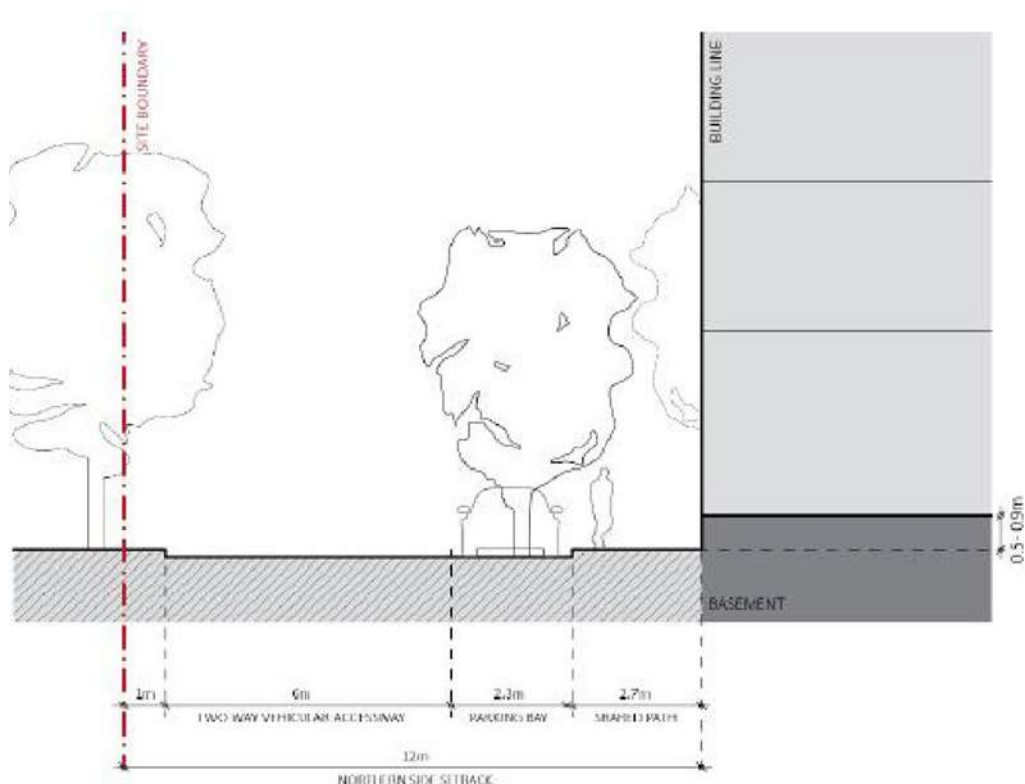 SITE BOUNDARY
BUILDING LINE
0.5 - 0.9m
BASEMENT
1m
6m
2.3m
2.7m
TWO WAY VEHICULAR ACCESSWAY
PARKING BAY
SHARED PATH
12m
NORTHERN SIDE SETBACK